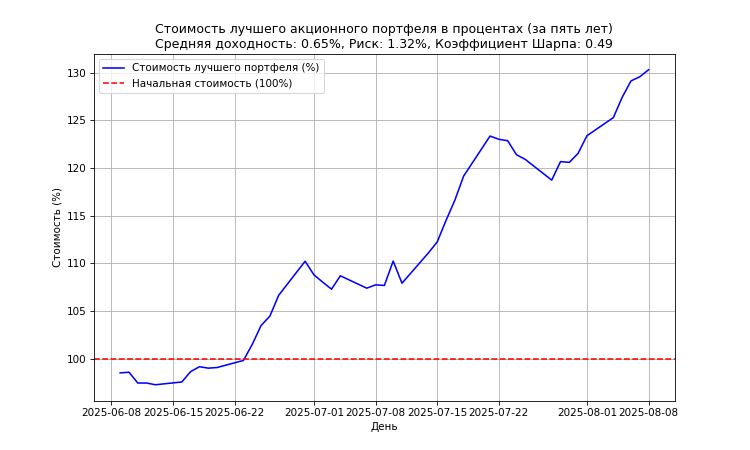 Стоимость лучшего акционного портфеля в процентах (за пять лет)
Средняя доходность: 0.65%, Риск: 1.32%, Коэффициент Шарпа: 0.49
Стоимость лучшего портфеля (%)
Начальная стоимость (100%)
Стоимость (%)
130
125
120
115
110
105
100
2025-06-08 2025-06-15 2025-06-22 2025-07-01 2025-07-08 2025-07-15 2025-07-22 2025-08-01 2025-08-08
День